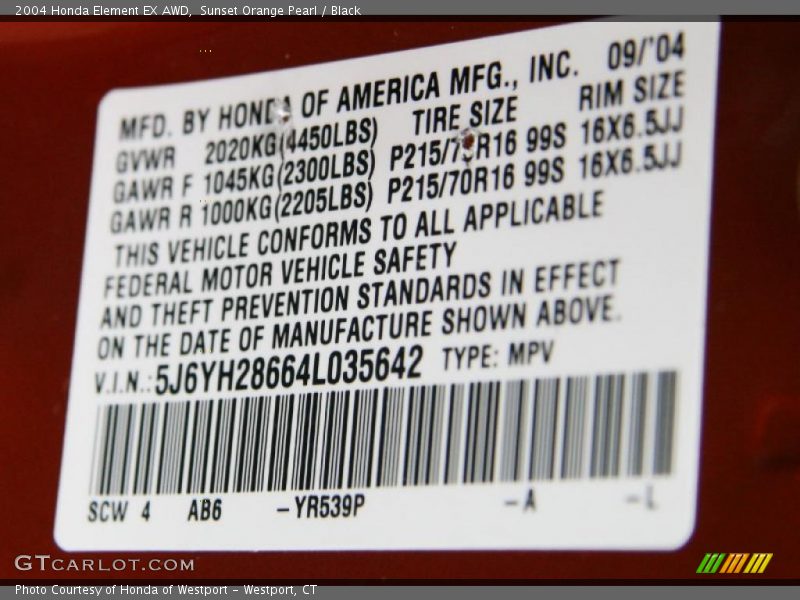 2004 Honda Element EX AWD, Sunset Orange Pearl / Black
MFD. BY HONDA OF AMERICA MFG., INC. 09/'04
GVWR 2020KG(4450LBS) TIRE SIZE RIM SIZE
GAWR F 1045KG(2300LBS) P215/70R16 99S 16X6.5JJ
GAWR R 1000KG(2205LBS) P215/70R16 99S 16X6.5JJ
THIS VEHICLE CONFORMS TO ALL APPLICABLE
FEDERAL MOTOR VEHICLE SAFETY
AND THEFT PREVENTION STANDARDS IN EFFECT
ON THE DATE OF MANUFACTURE SHOWN ABOVE.
V.I.N.:5J6YH28664L035642 TYPE: MPV
SCW 4 AB6 -YR539P -A -L
GTCARLOT.COM
Photo Courtesy of Honda of Westport - Westport, CT